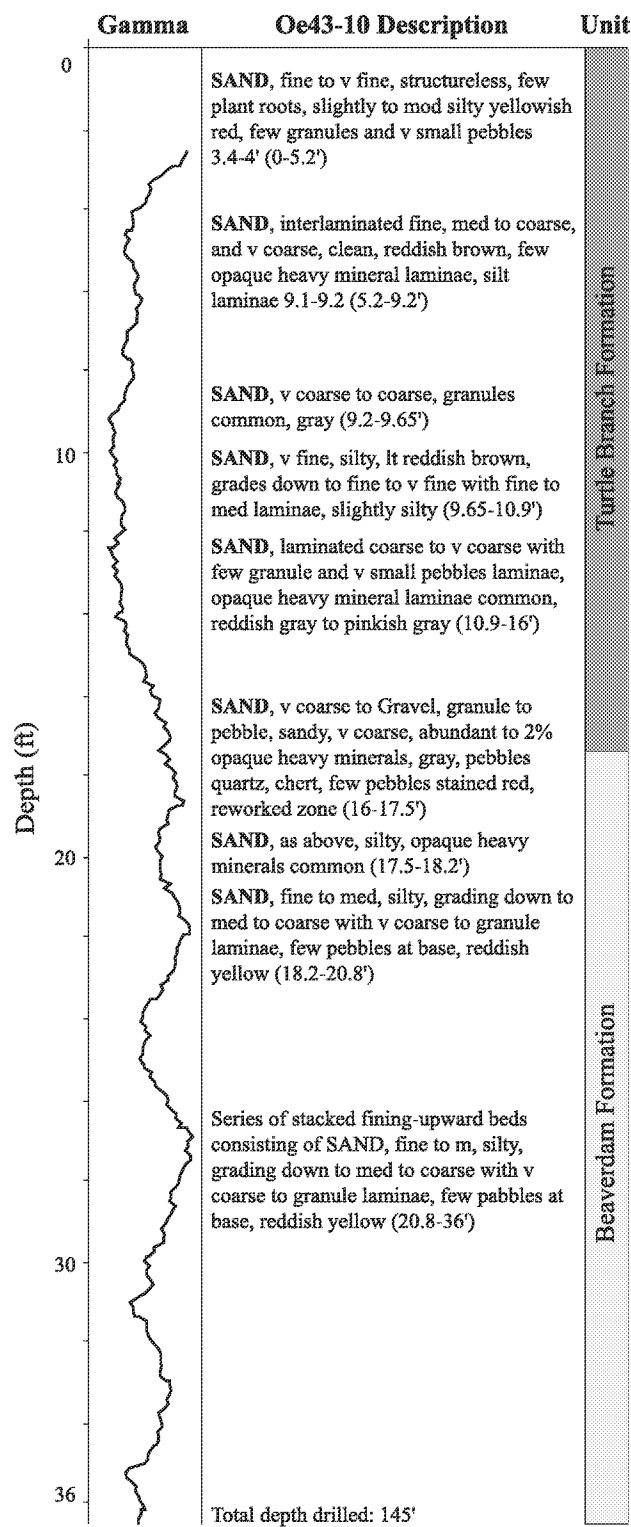 Gamma Oe43-10 Description Unit
0
SAND, fine to v fine, structureless, few
plant roots, slightly to mod silty yellowish
red, few granules and v small pebbles
3.4-4' (0-5.2')
SAND, interlaminated fine, med to coarse,
and v coarse, clean, reddish brown, few
opaque heavy mineral laminae, silt
laminae 9.1-9.2 (5.2-9.2')
SAND, v coarse to coarse, granules
common, gray (9.2-9.65')
10
SAND, v fine, silty, lt reddish brown,
grades down to fine to v fine with fine to
med laminae, slightly silty (9.65-10.9')
SAND, laminated coarse to v coarse with
few granule and v small pebbles laminae,
opaque heavy mineral laminae common,
reddish gray to pinkish gray (10.9-16')
Turtle Branch Formation
Depth (ft)
SAND, v coarse to Gravel, granule to
pebble, sandy, v coarse, abundant to 2%
opaque heavy minerals, gray, pebbles
quartz, chert, few pebbles stained red,
reworked zone (16-17.5')
20
SAND, as above, silty, opaque heavy
minerals common (17.5-18.2')
SAND, fine to med, silty, grading down to
med to coarse with v coarse to granule
laminae, few pebbles at base, reddish
yellow (18.2-20.8')
Series of stacked fining-upward beds
consisting of SAND, fine to m, silty,
grading down to med to coarse with v
coarse to granule laminae, few pabbles at
base, reddish yellow (20.8-36')
Beaverdam Formation
30
36
Total depth drilled: 145'